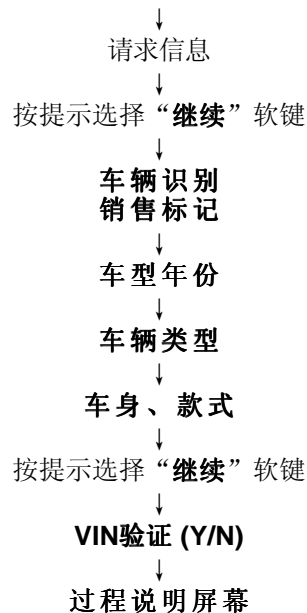 ↓
请求信息
↓
按提示选择“继续”软键
↓
车辆识别
销售标记
↓
车型年份
↓
车辆类型
↓
车身、款式
↓
按提示选择“继续”软键
↓
VIN验证 (Y/N)
↓
过程说明屏幕